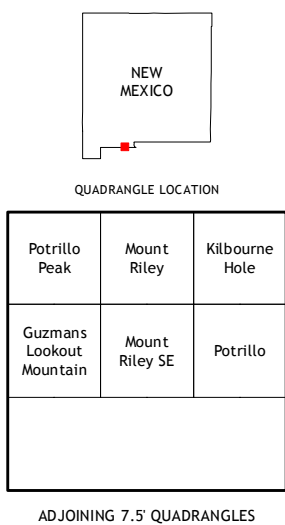 NEW
MEXICO
QUADRANGLE LOCATION
Potrillo
Peak
Mount
Riley
Kilbourne
Hole
Guzmans
Lookout
Mountain
Mount
Riley SE
Potrillo
ADJOINING 7.5' QUADRANGLES